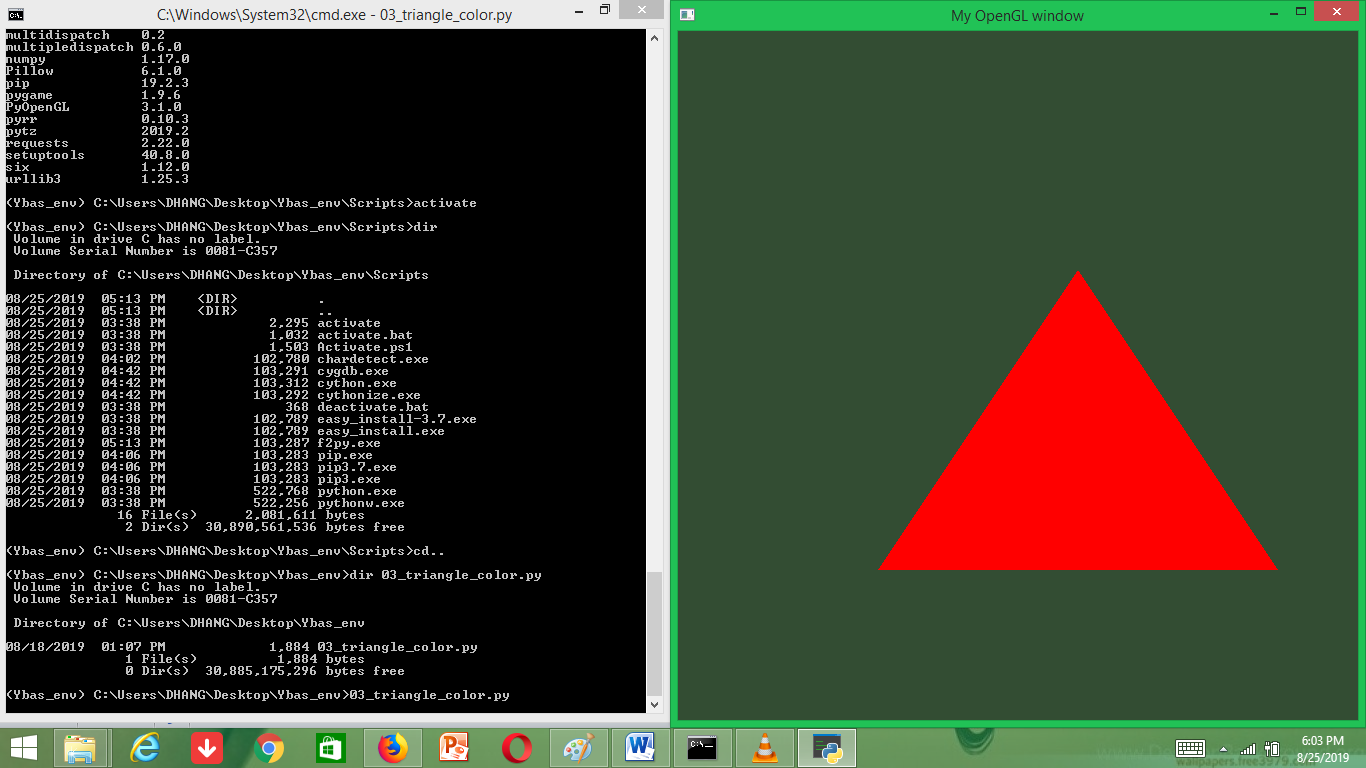 C:\Windows\System32\cmd.exe - 03_triangle_color.py
multidispatch    0.2
multipledispatch 0.6.0
numpy            1.17.0
Pillow           6.1.0
pip              19.2.3
pygame           1.9.6
PyOpenGL         3.1.0
pyrr             0.10.3
pytz             2019.2
requests         2.22.0
setuptools       40.8.0
six              1.12.0
urllib3          1.25.3
(Ybas_env) C:\Users\DHANG\Desktop\Ybas_env\Scripts>activate
(Ybas_env) C:\Users\DHANG\Desktop\Ybas_env\Scripts>dir
Volume in drive C has no label.
Volume Serial Number is 0081-C357
Directory of C:\Users\DHANG\Desktop\Ybas_env\Scripts
08/25/2019  05:13 PM    <DIR>          .
08/25/2019  05:13 PM    <DIR>          ..
08/25/2019  03:38 PM             2,295 activate
08/25/2019  03:38 PM             1,032 activate.bat
08/25/2019  03:38 PM             1,503 Activate.ps1
08/25/2019  04:02 PM           102,780 chardetect.exe
08/25/2019  04:42 PM           103,291 cygdb.exe
08/25/2019  04:42 PM           103,312 cython.exe
08/25/2019  04:42 PM           103,292 cythonize.exe
08/25/2019  03:38 PM               368 deactivate.bat
08/25/2019  03:38 PM           102,789 easy_install-3.7.exe
08/25/2019  03:38 PM           102,789 easy_install.exe
08/25/2019  05:13 PM           103,287 f2py.exe
08/25/2019  04:06 PM           103,283 pip.exe
08/25/2019  04:06 PM           103,283 pip3.7.exe
08/25/2019  04:06 PM           103,283 pip3.exe
08/25/2019  03:38 PM           522,768 python.exe
08/25/2019  03:38 PM           522,256 pythonw.exe
16 File(s)      2,081,611 bytes
2 Dir(s)  30,890,561,536 bytes free
(Ybas_env) C:\Users\DHANG\Desktop\Ybas_env\Scripts>cd..
(Ybas_env) C:\Users\DHANG\Desktop\Ybas_env>dir 03_triangle_color.py
Volume in drive C has no label.
Volume Serial Number is 0081-C357
Directory of C:\Users\DHANG\Desktop\Ybas_env
08/18/2019  01:07 PM             1,884 03_triangle_color.py
1 File(s)          1,884 bytes
0 Dir(s)  30,885,175,296 bytes free
(Ybas_env) C:\Users\DHANG\Desktop\Ybas_env>03_triangle_color.py
My OpenGL window
6:03 PM
8/25/2019